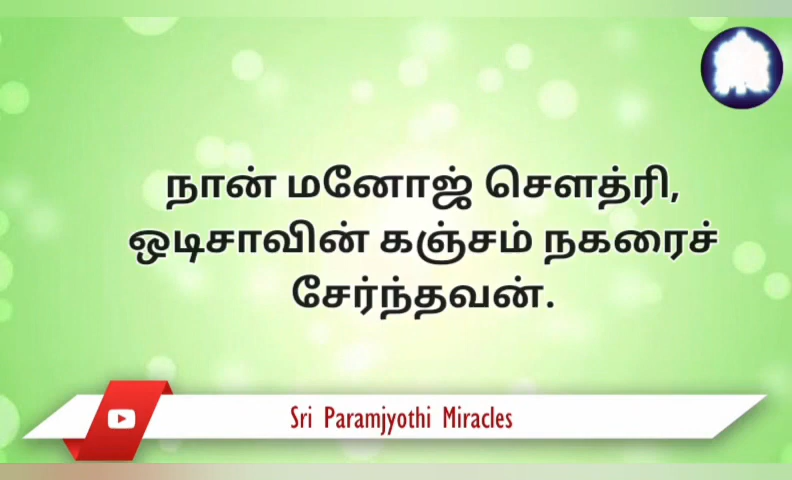 நான் மனோஜ் சௌத்ரி,
ஒடிசாவின் கஞ்சம் நகரைச்
சேர்ந்தவன்.
Sri Paramjyothi Miracles